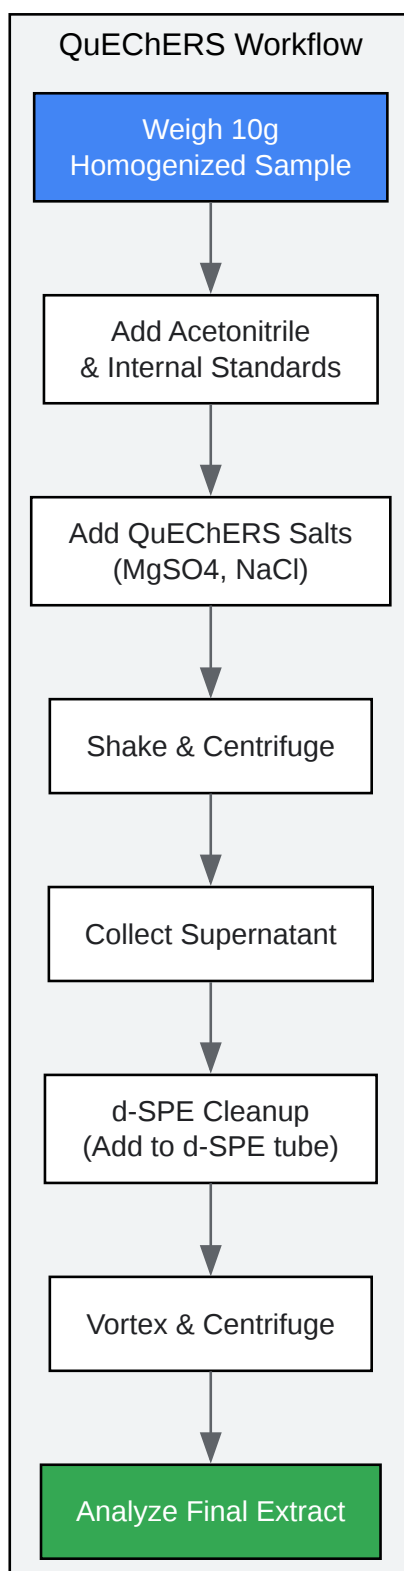 QuEChERS Workflow
Weigh 10g
Homogenized Sample
Add Acetonitrile
& Internal Standards
Add QuEChERS Salts
(MgSO4, NaCl)
Shake & Centrifuge
Collect Supernatant
d-SPE Cleanup
(Add to d-SPE tube)
Vortex & Centrifuge
Analyze Final Extract